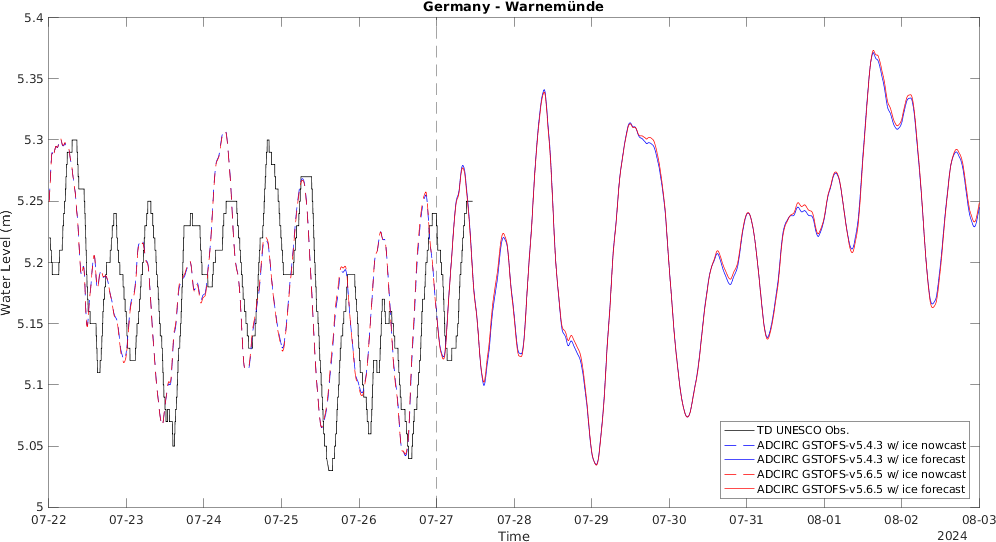 Germany - Warnemünde
5.4
5.35
5.3
5.25
5.2
5.15
5.1
5.05
5
Water Level (m)
TD UNESCO Obs.
ADCIRC GSTOFS-v5.4.3 w/ ice nowcast
ADCIRC GSTOFS-v5.4.3 w/ ice forecast
ADCIRC GSTOFS-v5.6.5 w/ ice nowcast
ADCIRC GSTOFS-v5.6.5 w/ ice forecast
07-22 07-23 07-24 07-25 07-26 07-27 07-28 07-29 07-30 07-31 08-01 08-02 08-03
Time
2024